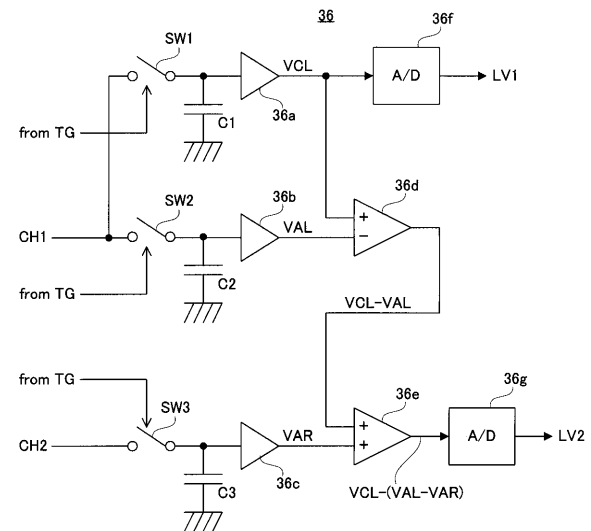 36
SW1
VCL
36f
A/D
LV1
from TG
C1
36a
SW2
36b
VAL
36d
+
−
CH1
C2
from TG
VCL-VAL
from TG
SW3
36e
36g
VAR
+
+
A/D
LV2
CH2
C3
36c
VCL-(VAL-VAR)